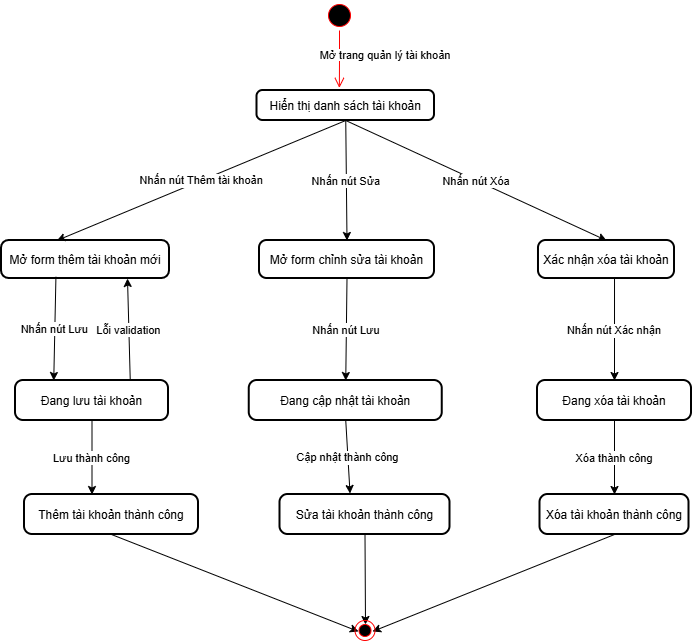 Mở trang quản lý tài khoản
Hiển thị danh sách tài khoản
Nhấn nút Thêm tài khoản
Nhấn nút Sửa
Nhấn nút Xóa
Mở form thêm tài khoản mới
Mở form chỉnh sửa tài khoản
Xác nhận xóa tài khoản
Nhấn nút Lưu
Lỗi validation
Nhấn nút Lưu
Nhấn nút Xác nhận
Đang lưu tài khoản
Đang cập nhật tài khoản
Đang xóa tài khoản
Lưu thành công
Cập nhật thành công
Xóa thành công
Thêm tài khoản thành công
Sửa tài khoản thành công
Xóa tài khoản thành công